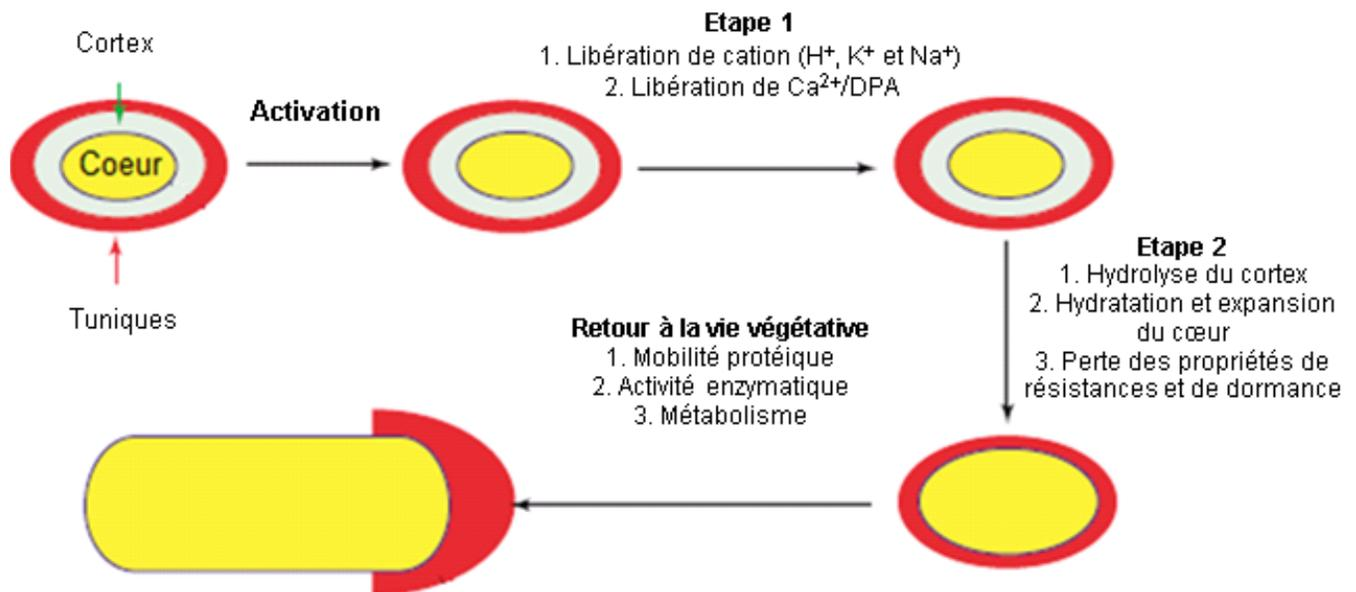 Cortex
Coeur
Tuniques
Activation
Etape 1
1. Libération de cation (H⁺, K⁺ et Na⁺)
2. Libération de Ca²⁺/DPA
Etape 2
1. Hydrolyse du cortex
2. Hydratation et expansion
du cœur
3. Perte des propriétés de
résistances et de dormance
Retour à la vie végétative
1. Mobilité protéique
2. Activité enzymatique
3. Métabolisme